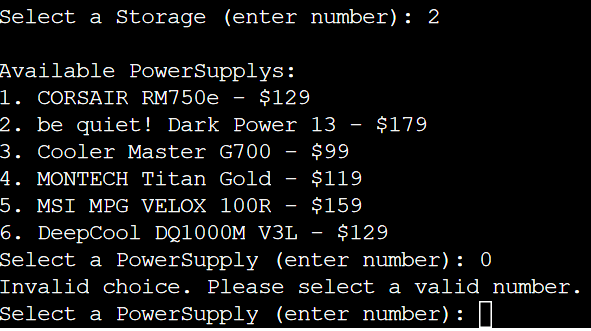 Select a Storage (enter number): 2
Available PowerSupplys:
1. CORSAIR RM750e - $129
2. be quiet! Dark Power 13 - $179
3. Cooler Master G700 - $99
4. MONTECH Titan Gold - $119
5. MSI MPG VELOX 100R - $159
6. DeepCool DQ1000M V3L - $129
Select a PowerSupply (enter number): 0
Invalid choice. Please select a valid number.
Select a PowerSupply (enter number):